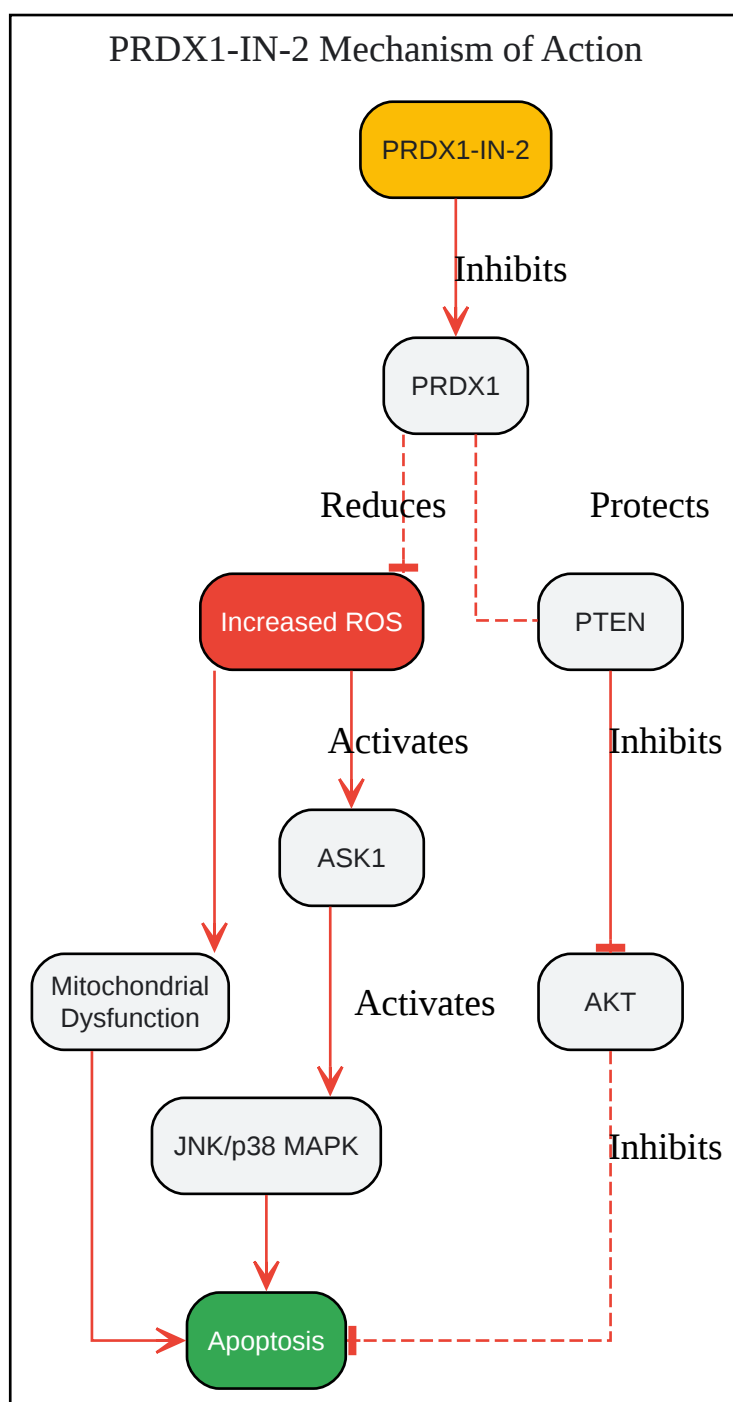 PRDX1-IN-2 Mechanism of Action
PRDX1-IN-2
Inhibits
PRDX1
Reduces
Protects
Increased ROS
PTEN
Activates
Inhibits
ASK1
Mitochondrial
Dysfunction
Activates
AKT
JNK/p38 MAPK
Inhibits
Apoptosis